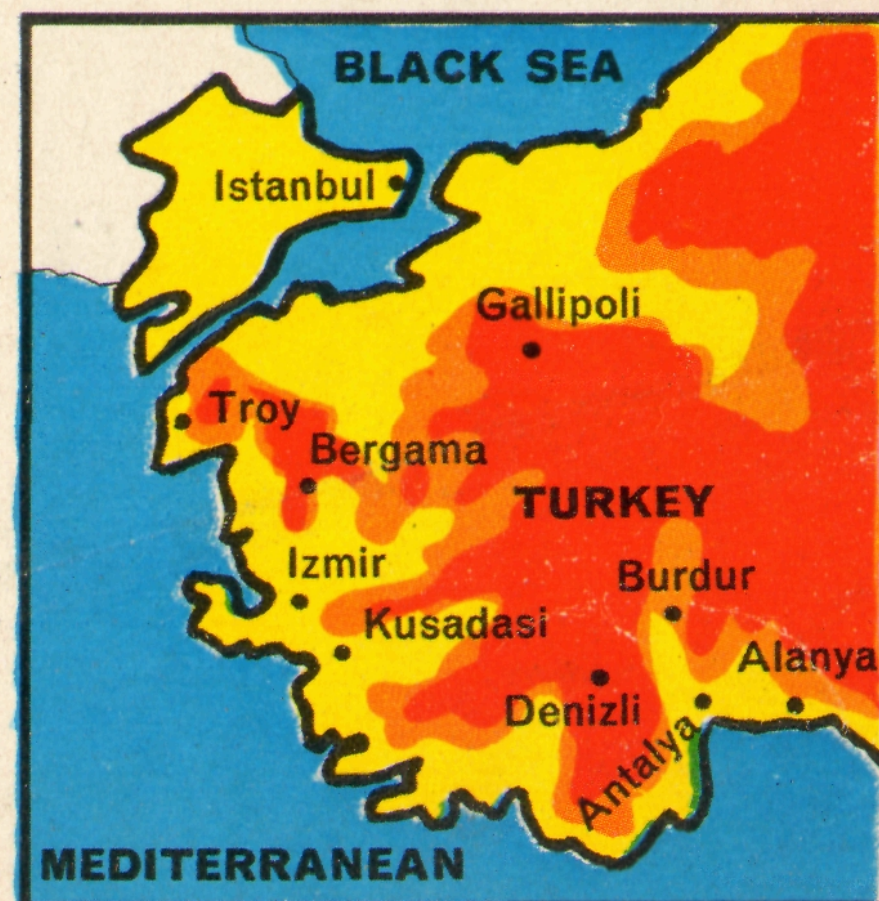 BLACK SEA
Istanbul
Gallipoli
Troy
Bergama
TURKEY
Izmir
Burdur
Kusadasi
Alanya
Denizli
Antalya
MEDITERRANEAN